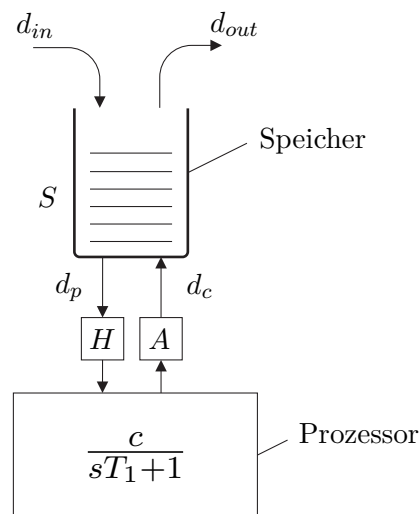 d_in d_out
Speicher
S
d_p d_c
H A
Prozessor
c
sT_1+1